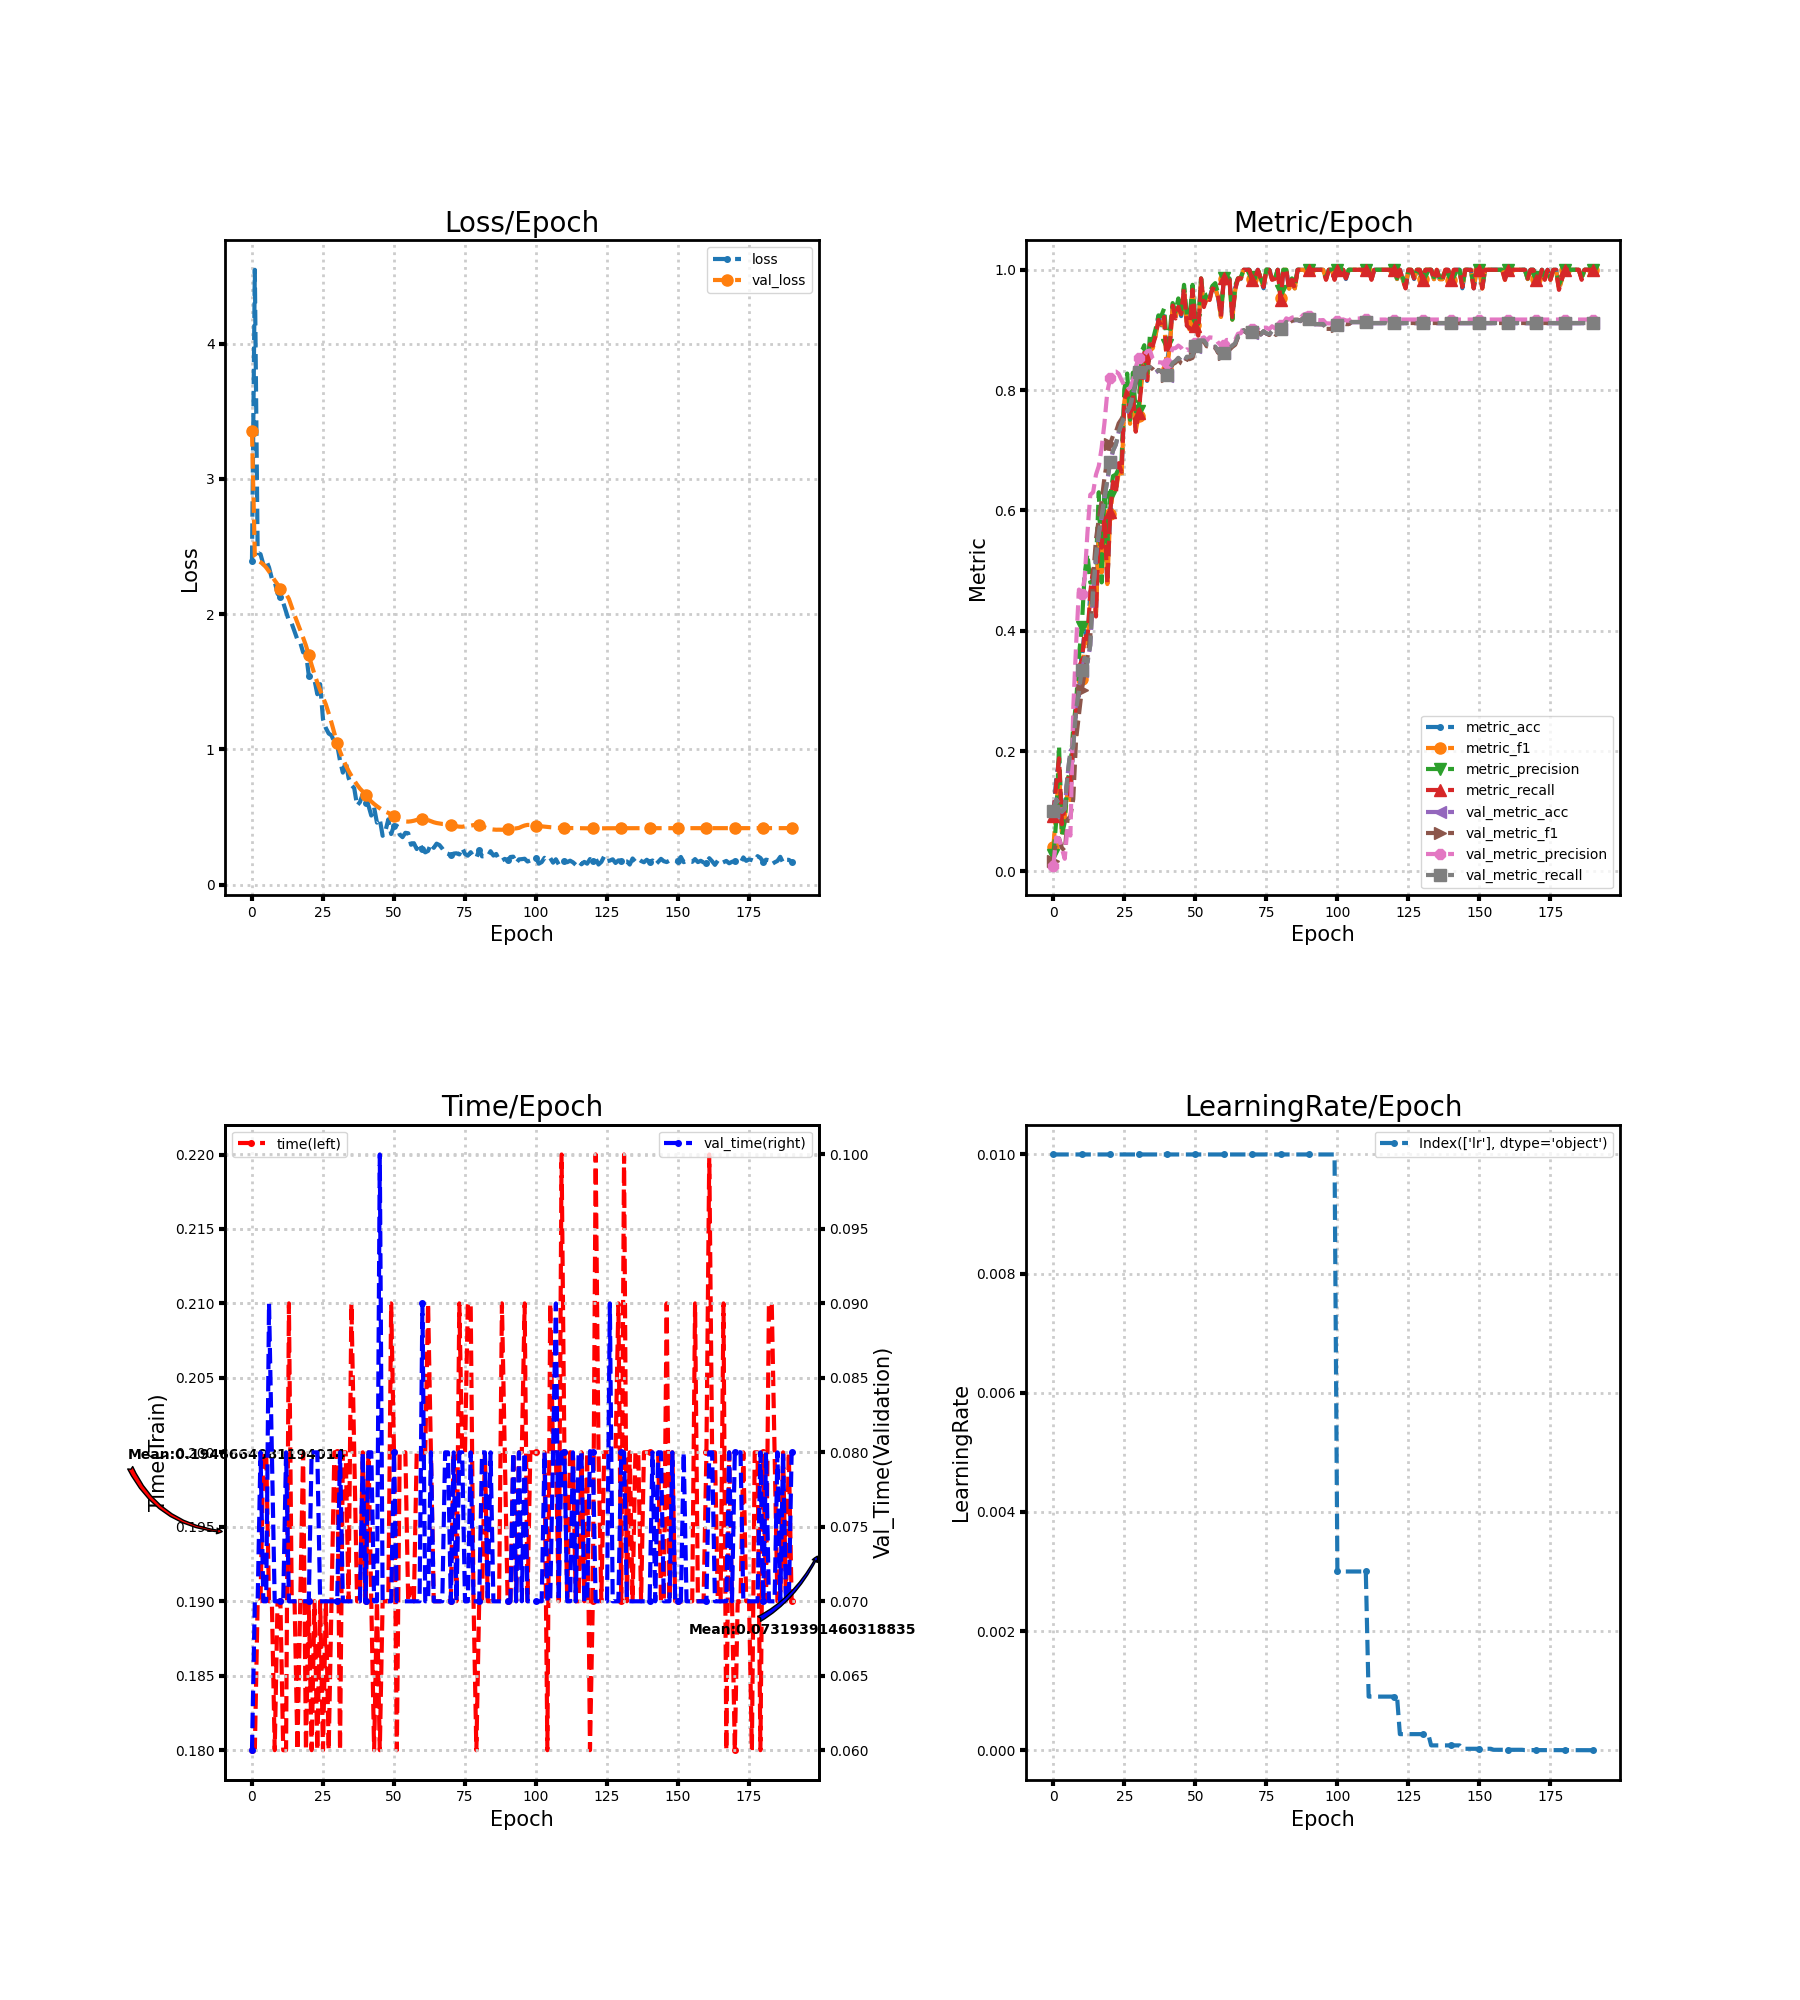 Loss/Epoch
loss
val_loss
4
3
2
1
0
Loss
0 25 50 75 100 125 150 175
Epoch
Metric/Epoch
1.0
0.8
0.6
0.4
0.2
0.0
Metric
metric_acc
metric_f1
metric_precision
metric_recall
val_metric_acc
val_metric_f1
val_metric_precision
val_metric_recall
0 25 50 75 100 125 150 175
Epoch
Time/Epoch
time(left)
val_time(right)
0.220
0.215
0.210
0.205
0.200
0.195
0.190
0.185
0.180
Time(Train)
0.100
0.095
0.090
0.085
0.080
0.075
0.070
0.065
0.060
Val_Time(Validation)
Mean:0.07319391460318835
0 25 50 75 100 125 150 175
Epoch
LearningRate/Epoch
Index(['lr'], dtype='object')
0.010
0.008
0.006
0.004
0.002
0.000
LearningRate
0 25 50 75 100 125 150 175
Epoch